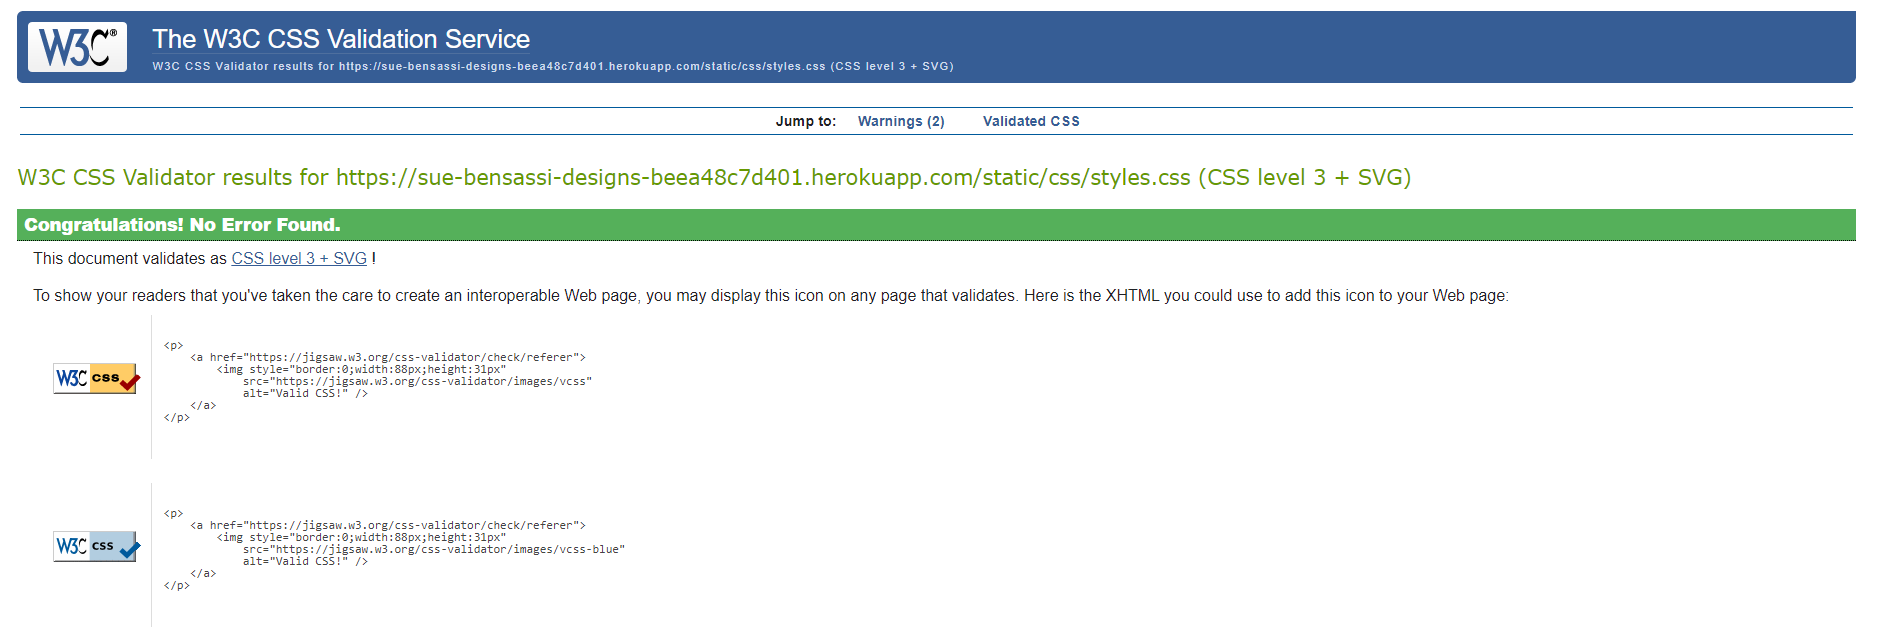 W3C®
The W3C CSS Validation Service
W3C CSS Validator results for https://sue-bensassi-designs-beea48c7d401.herokuapp.com/static/css/styles.css (CSS level 3 + SVG)
Jump to: Warnings (2) Validated CSS
W3C CSS Validator results for https://sue-bensassi-designs-beea48c7d401.herokuapp.com/static/css/styles.css (CSS level 3 + SVG)
Congratulations! No Error Found.
This document validates as CSS level 3 + SVG !
To show your readers that you've taken the care to create an interoperable Web page, you may display this icon on any page that validates. Here is the XHTML you could use to add this icon to your Web page:
W3C css
<p>
<a href="https://jigsaw.w3.org/css-validator/check/referer">
<img style="border:0;width:88px;height:31px"
src="https://jigsaw.w3.org/css-validator/images/vcss"
alt="Valid CSS!" />
</a>
</p>
W3C css
<p>
<a href="https://jigsaw.w3.org/css-validator/check/referer">
<img style="border:0;width:88px;height:31px"
src="https://jigsaw.w3.org/css-validator/images/vcss-blue"
alt="Valid CSS!" />
</a>
</p>